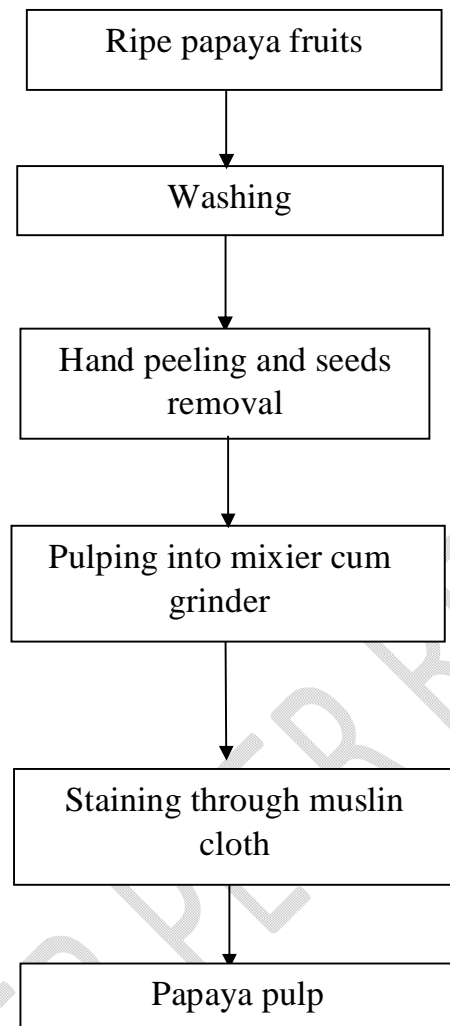 Ripe papaya fruits
Washing
Hand peeling and seeds
removal
Pulping into mixier cum
grinder
Staining through muslin
cloth
Papaya pulp